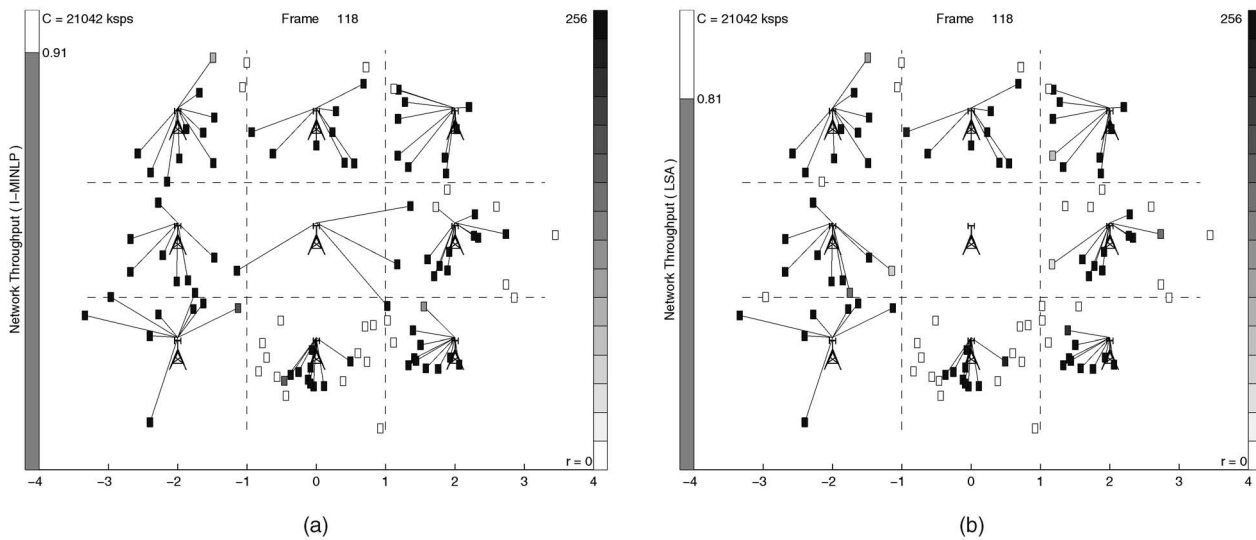 C = 21042 ksps Frame 118 256
0.91
Network Throughput ( I-MINLP )
r = 0
−4 −3 −2 −1 0 1 2 3 4
(a)
C = 21042 ksps Frame 118 256
0.81
Network Throughput ( LSA )
r = 0
−4 −3 −2 −1 0 1 2 3 4
(b)